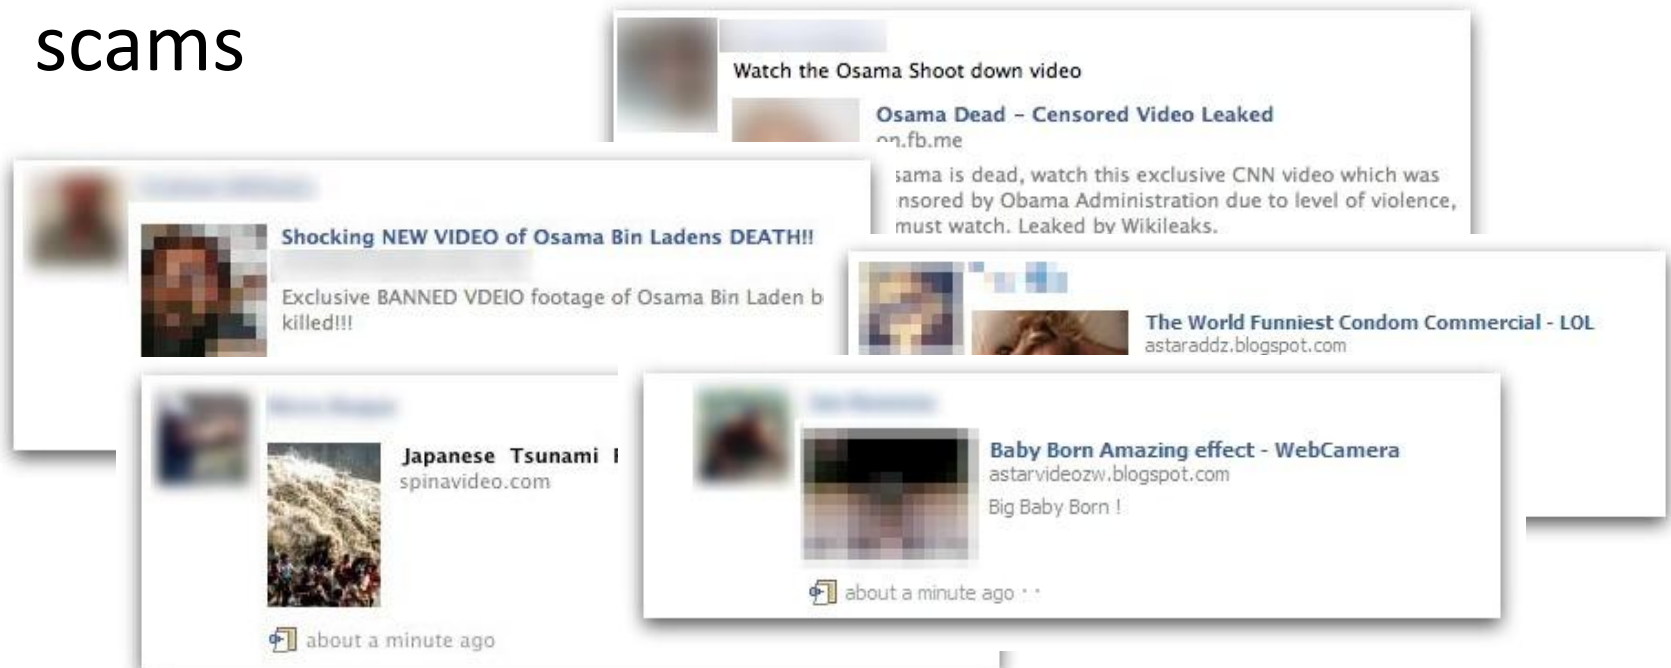 scams
Watch the Osama Shoot down video
Osama Dead – Censored Video Leaked
on.fb.me
sama is dead, watch this exclusive CNN video which was
nsored by Obama Administration due to level of violence,
must watch. Leaked by Wikileaks.
Shocking NEW VIDEO of Osama Bin Ladens DEATH!!
Exclusive BANNED VDEIO footage of Osama Bin Laden b
killed!!!
The World Funniest Condom Commercial - LOL
astaraddz.blogspot.com
Japanese Tsunami
spinavideo.com
about a minute ago
Baby Born Amazing effect - WebCamera
astarvideozw.blogspot.com
Big Baby Born !
about a minute ago